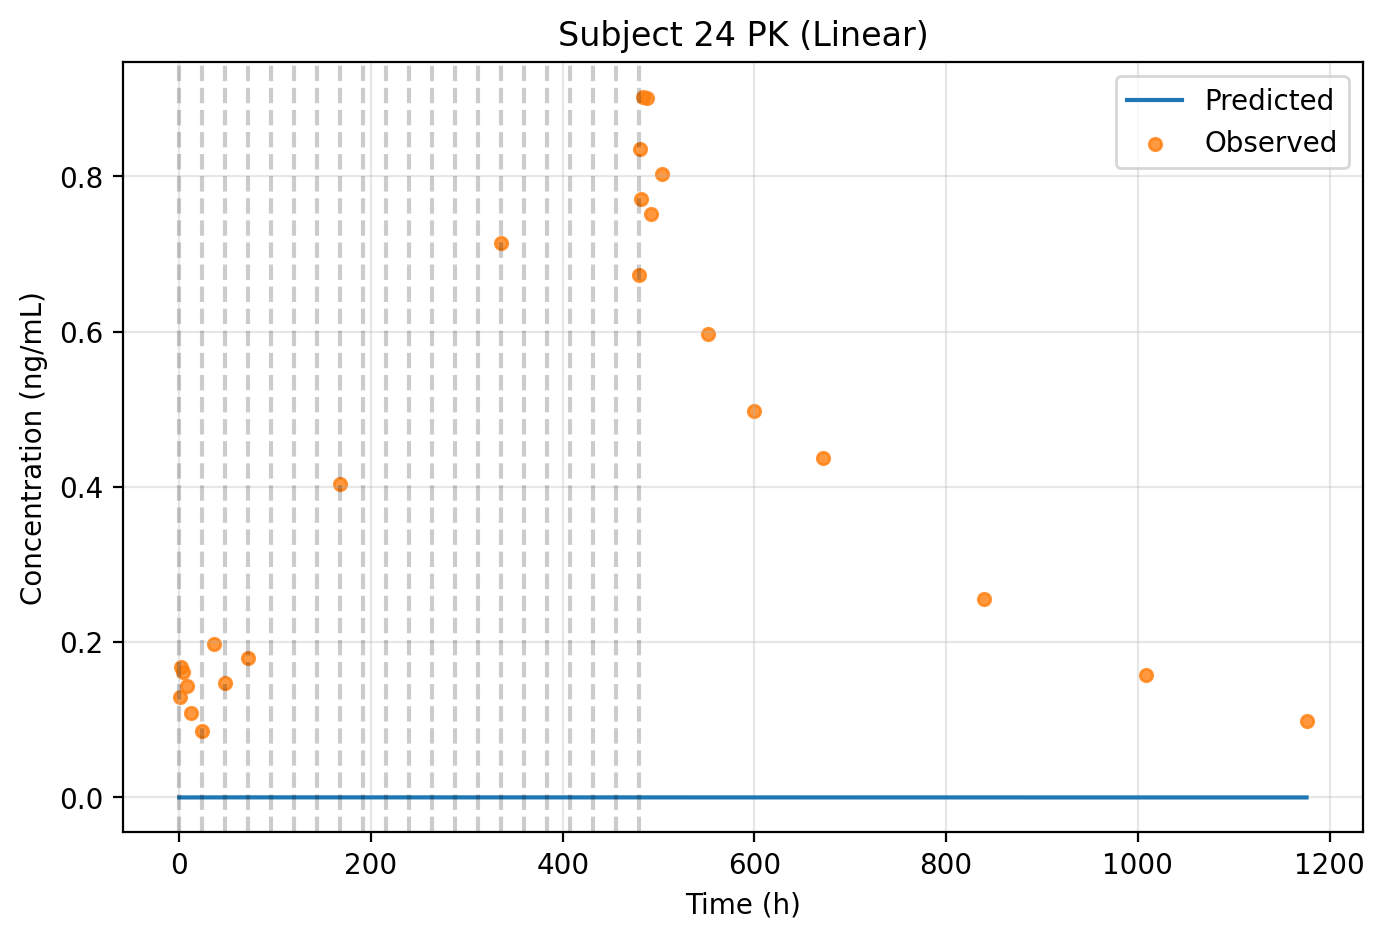 Subject 24 PK (Linear)
Predicted
Observed
Concentration (ng/mL)
0.8
0.6
0.4
0.2
0.0
0 200 400 600 800 1000 1200
Time (h)